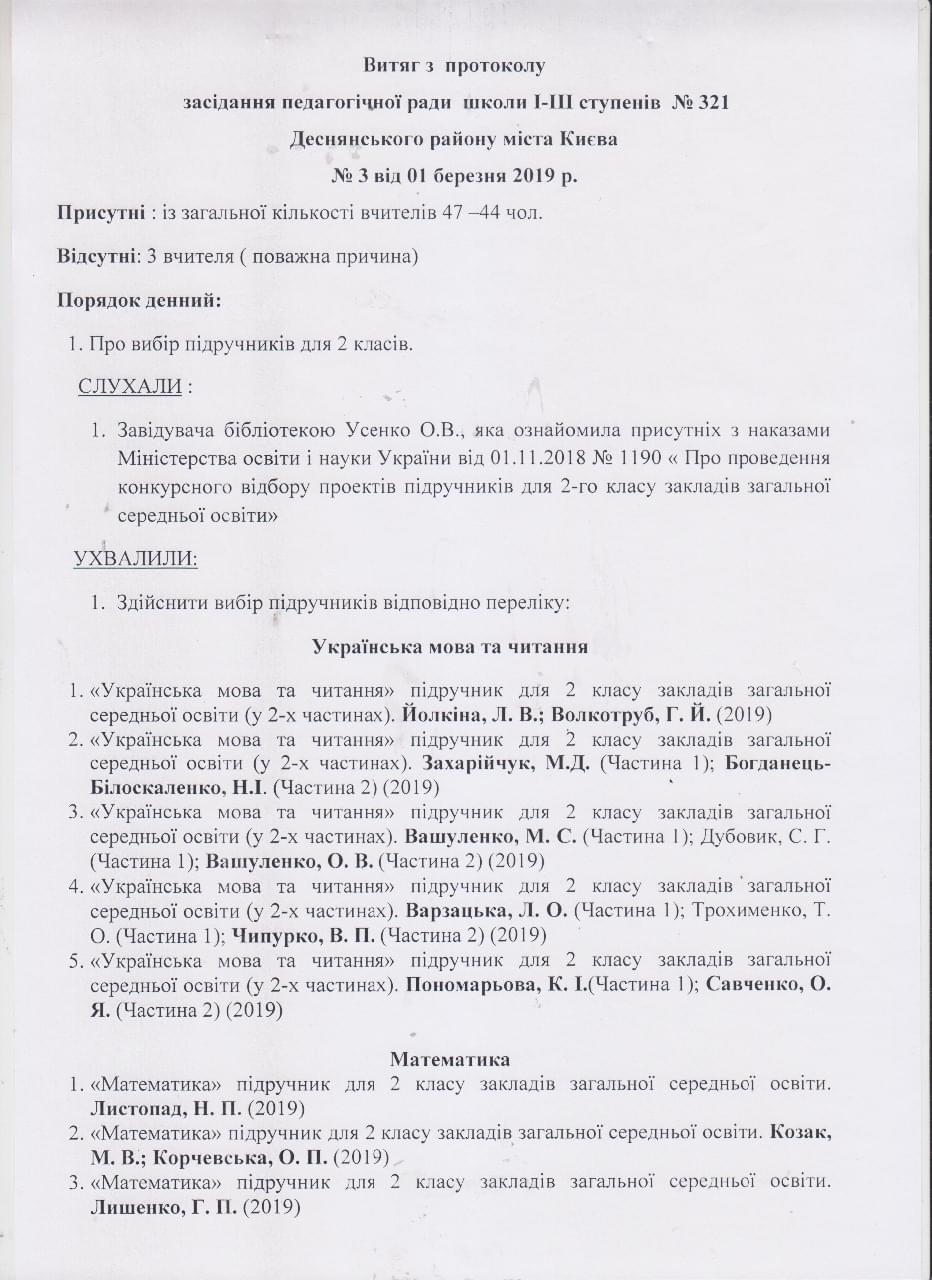 Витяг з протоколу
засідання педагогічної ради школи І-ІІІ ступенів № 321
Деснянського району міста Києва
№ 3 від 01 березня 2019 р.
Присутні : із загальної кількості вчителів 47 –44 чол.
Відсутні: 3 вчителя ( поважна причина)
Порядок денний:
1. Про вибір підручників для 2 класів.
СЛУХАЛИ :
1. Завідувача бібліотекою Усенко О.В., яка ознайомила присутніх з наказами
Міністерства освіти і науки України від 01.11.2018 № 1190 « Про проведення
конкурсного відбору проектів підручників для 2-го класу закладів загальної
середньої освіти»
УХВАЛИЛИ:
1. Здійснити вибір підручників відповідно переліку:
Українська мова та читання
1. «Українська мова та читання» підручник для 2 класу закладів загальної
середньої освіти (у 2-х частинах). Йолкіна, Л. В.; Волкотруб, Г. Й. (2019)
2. «Українська мова та читання» підручник для 2 класу закладів загальної
середньої освіти (у 2-х частинах). Захарійчук, М.Д. (Частина 1); Богданець-
Білоскаленко, Н.І. (Частина 2) (2019)
3. «Українська мова та читання» підручник для 2 класу закладів загальної
середньої освіти (у 2-х частинах). Вашуленко, М. С. (Частина 1); Дубовик, С. Г.
(Частина 1); Вашуленко, О. В. (Частина 2) (2019)
4. «Українська мова та читання» підручник для 2 класу закладів загальної
середньої освіти (у 2-х частинах). Варзацька, Л. О. (Частина 1); Трохименко, Т.
О. (Частина 1); Чипурко, В. П. (Частина 2) (2019)
5. «Українська мова та читання» підручник для 2 класу закладів загальної
середньої освіти (у 2-х частинах). Пономарьова, К. І.(Частина 1); Савченко, О.
Я. (Частина 2) (2019)
Математика
1. «Математика» підручник для 2 класу закладів загальної середньої освіти.
Листопад, Н. П. (2019)
2. «Математика» підручник для 2 класу закладів загальної середньої освіти. Козак,
М. В.; Корчевська, О. П. (2019)
3. «Математика» підручник для 2 класу закладів загальної середньої освіти.
Лишенко, Г. П. (2019)